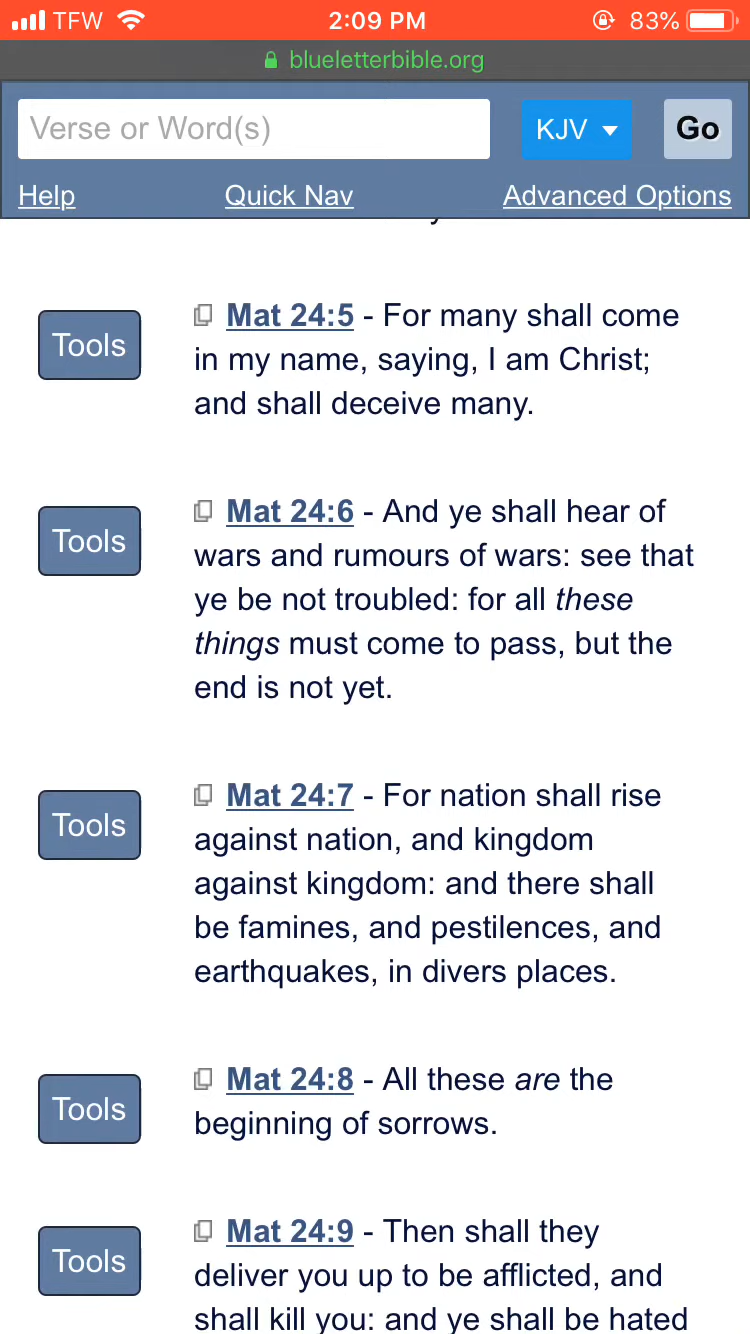 TFW 2:09 PM 83%
blueletterbible.org
Verse or Word(s) KJV Go
Help Quick Nav Advanced Options
Tools
Mat 24:5 - For many shall come
in my name, saying, I am Christ;
and shall deceive many.
Tools
Mat 24:6 - And ye shall hear of
wars and rumours of wars: see that
ye be not troubled: for all these
things must come to pass, but the
end is not yet.
Tools
Mat 24:7 - For nation shall rise
against nation, and kingdom
against kingdom: and there shall
be famines, and pestilences, and
earthquakes, in divers places.
Tools
Mat 24:8 - All these are the
beginning of sorrows.
Tools
Mat 24:9 - Then shall they
deliver you up to be afflicted, and
shall kill you: and ye shall be hated